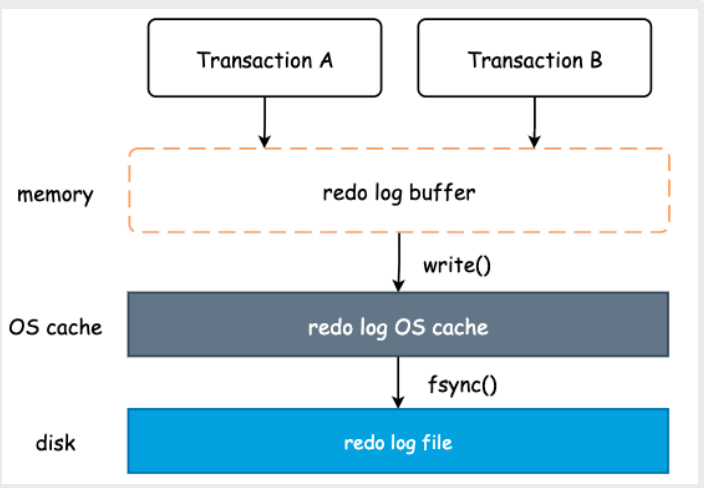 Transaction A
Transaction B
memory
redo log buffer
write()
OS cache
redo log OS cache
fsync()
disk
redo log file